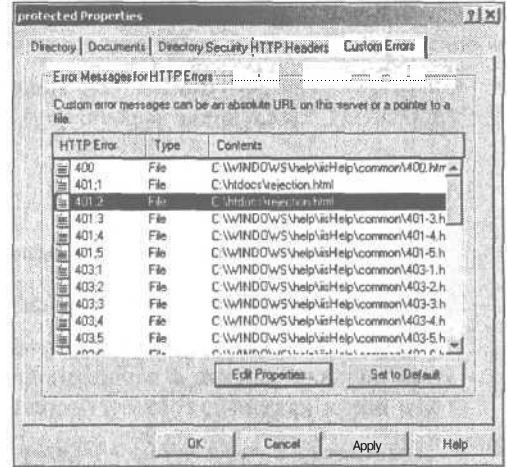 protected Properties ? X
Directory Documents Directory Security HTTP Headers Custom Errors
Error Messages for HTTP Errors
Custom error messages can be an absolute URL on this server or a pointer to a
file.
HTTP Error Type Contents
400 File C:\WINDOWS\help\iisHelp\common\400.htm
401;1 File C:\htdocs\rejection.html
401;2 File C:\htdocs\rejection.html
401;3 File C:\WINDOWS\help\iisHelp\common\401-3.h
401;4 File C:\WINDOWS\help\iisHelp\common\401-4.h
401;5 File C:\WINDOWS\help\iisHelp\common\401-5.h
403;1 File C:\WINDOWS\help\iisHelp\common\403-1.h
403;2 File C:\WINDOWS\help\iisHelp\common\403-2.h
403;3 File C:\WINDOWS\help\iisHelp\common\403-3.h
403;4 File C:\WINDOWS\help\iisHelp\common\403-4.h
403;5 File C:\WINDOWS\help\iisHelp\common\403-5.h
Edit Properties... Set to Default
OK Cancel Apply Help